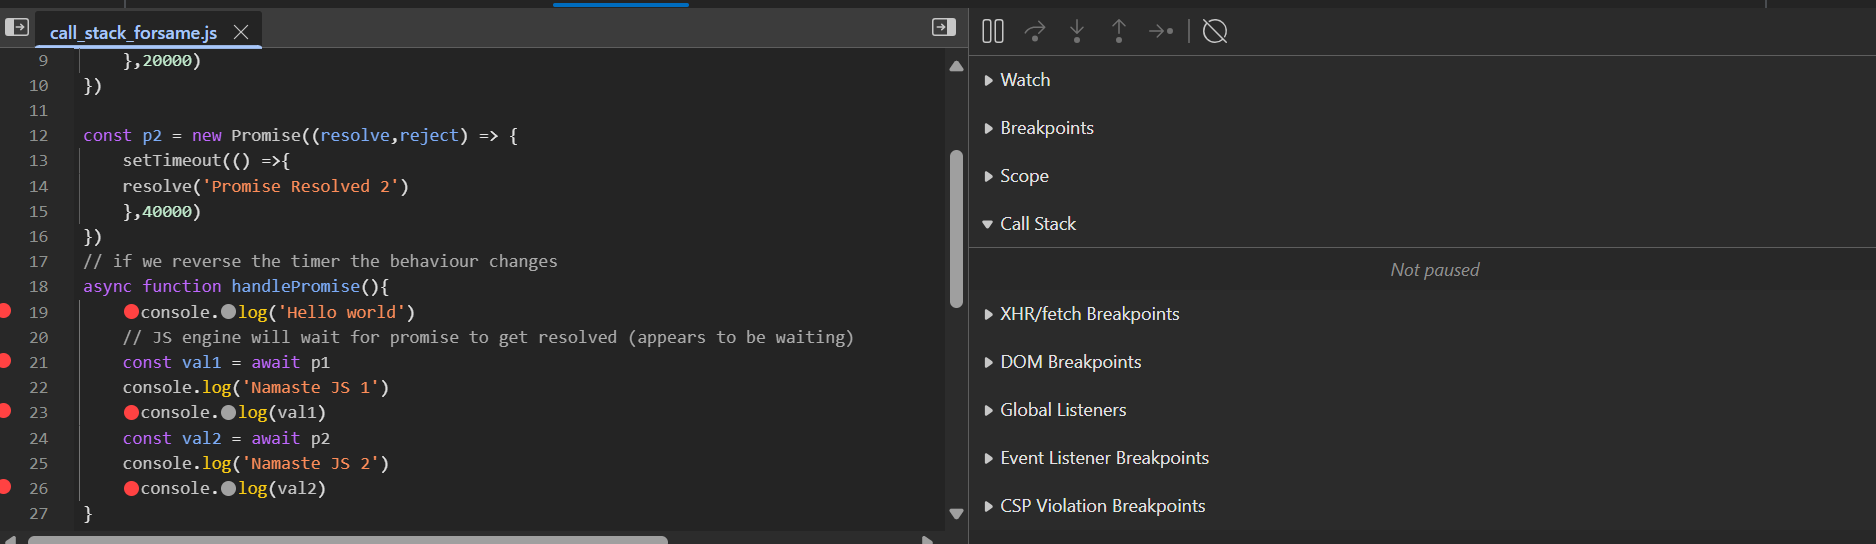 call_stack_forsame.js
9 },20000)
10 })
11
12 const p2 = new Promise((resolve,reject) => {
13 setTimeout(() =>{
14 resolve('Promise Resolved 2')
15 },40000)
16 })
17 // if we reverse the timer the behaviour changes
18 async function handlePromise(){
19 console.log('Hello world')
20 // JS engine will wait for promise to get resolved (appears to be waiting)
21 const val1 = await p1
22 console.log('Namaste JS 1')
23 console.log(val1)
24 const val2 = await p2
25 console.log('Namaste JS 2')
26 console.log(val2)
27 }
Watch
Breakpoints
Scope
Call Stack
Not paused
XHR/fetch Breakpoints
DOM Breakpoints
Global Listeners
Event Listener Breakpoints
CSP Violation Breakpoints